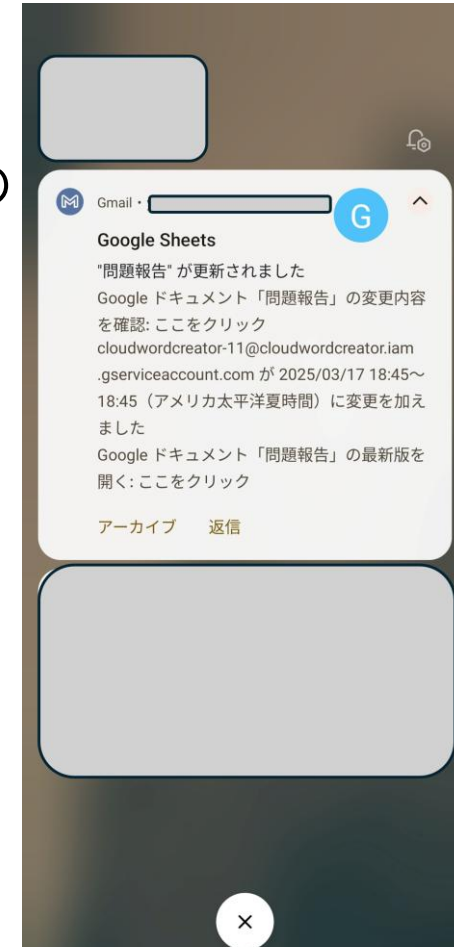 Gmail・
G
Google Sheets
"問題報告" が更新されました
Google ドキュメント「問題報告」の変更内容
を確認: ここをクリック
cloudwordcreator-11@cloudwordcreator.iam
.gserviceaccount.com が 2025/03/17 18:45～
18:45（アメリカ太平洋夏時間）に変更を加え
ました
Google ドキュメント「問題報告」の最新版を
開く: ここをクリック
アーカイブ 返信